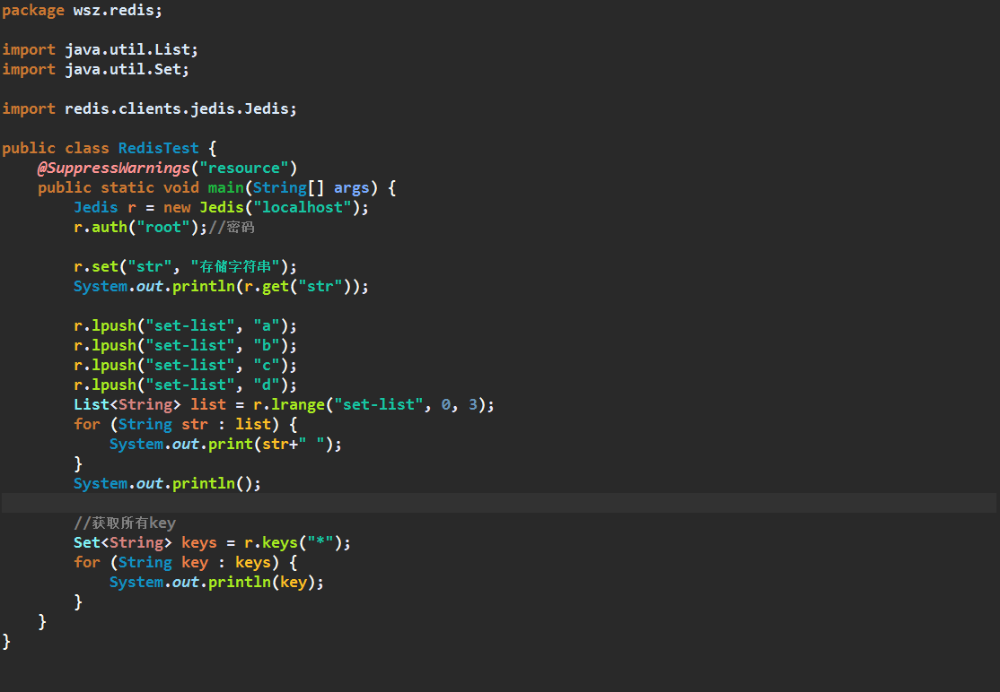 package wsz.redis;
import java.util.List;
import java.util.Set;
import redis.clients.jedis.Jedis;
public class RedisTest {
@SuppressWarnings("resource")
public static void main(String[] args) {
Jedis r = new Jedis("localhost");
r.auth("root");//密码
r.set("str", "存储字符串");
System.out.println(r.get("str"));
r.lpush("set-list", "a");
r.lpush("set-list", "b");
r.lpush("set-list", "c");
r.lpush("set-list", "d");
List<String> list = r.lrange("set-list", 0, 3);
for (String str : list) {
System.out.print(str+" ");
}
System.out.println();
//获取所有key
Set<String> keys = r.keys("*");
for (String key : keys) {
System.out.println(key);
}
}
}